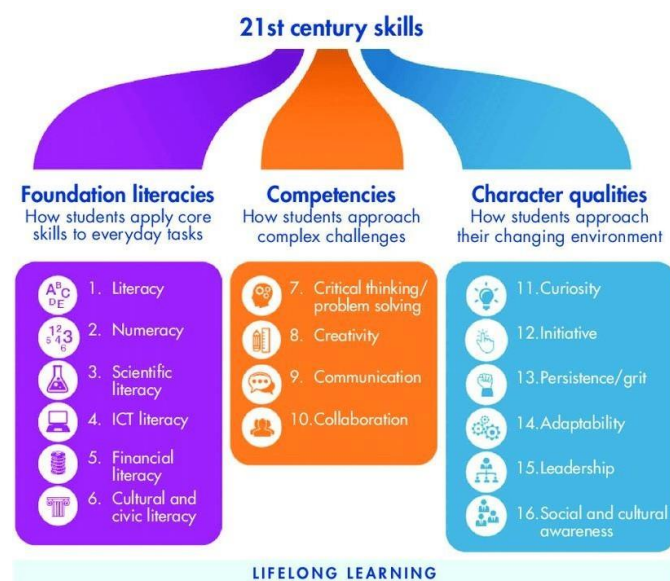 21st century skills
Foundation literacies
How students apply core
skills to everyday tasks
ABCDE
1. Literacy
123456
2. Numeracy
3. Scientific
literacy
4. ICT literacy
5. Financial
literacy
6. Cultural and
civic literacy
Competencies
How students approach
complex challenges
7. Critical thinking/
problem solving
8. Creativity
9. Communication
10. Collaboration
Character qualities
How students approach
their changing environment
11. Curiosity
12. Initiative
13. Persistence/grit
14. Adaptability
15. Leadership
16. Social and cultural
awareness
LIFELONG LEARNING